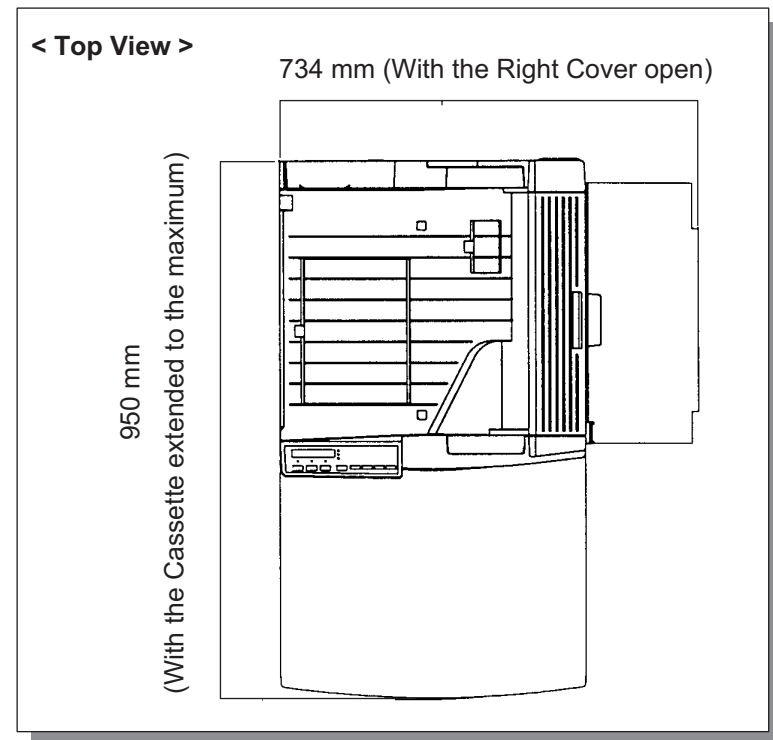 < Top View >
734 mm (With the Right Cover open)
950 mm
(With the Cassette extended to the maximum)